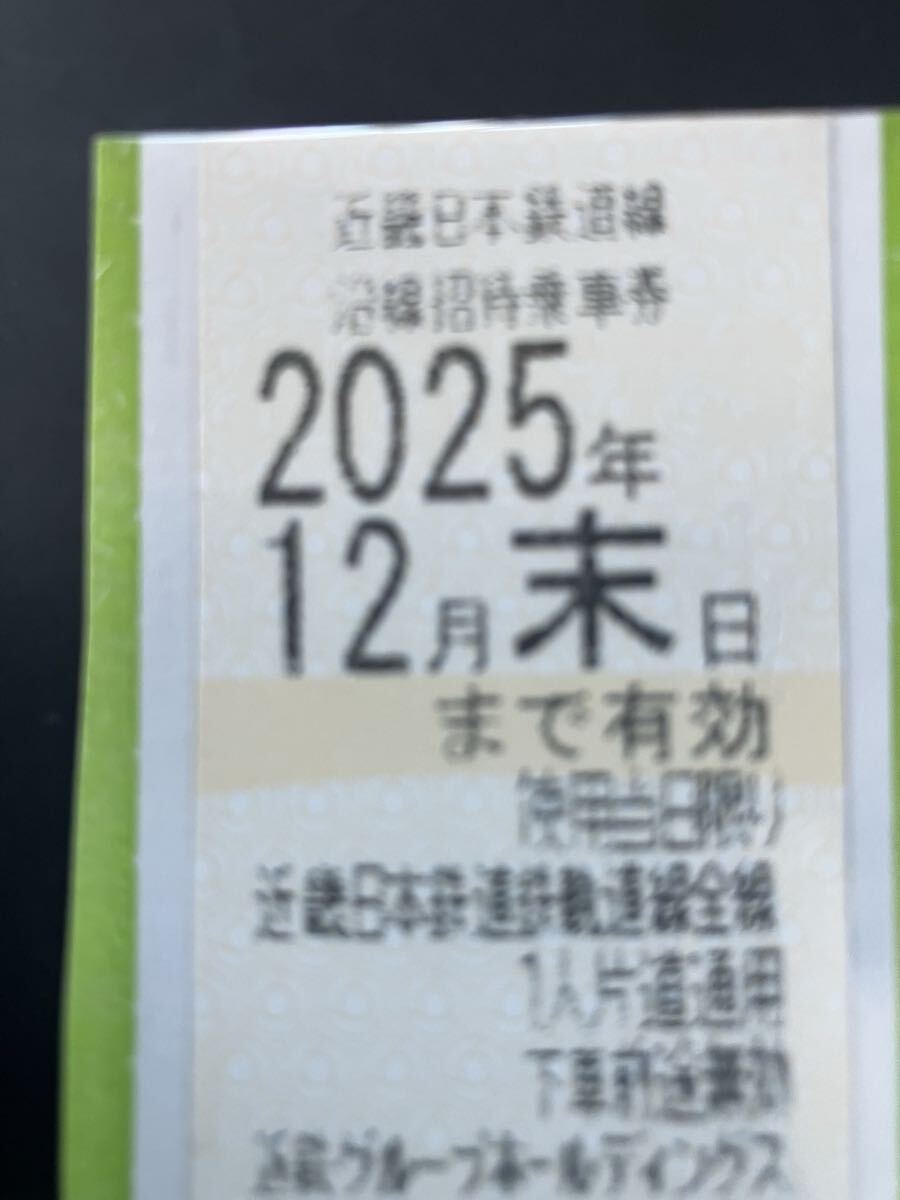 近畿日本鉄道線
沿線招待乗車券
2025年
12月末日
まで有効
使用当日限り
近畿日本鉄道鉄軌道線全線
1人片道通用
下車前途無効
近鉄グループホールディングス